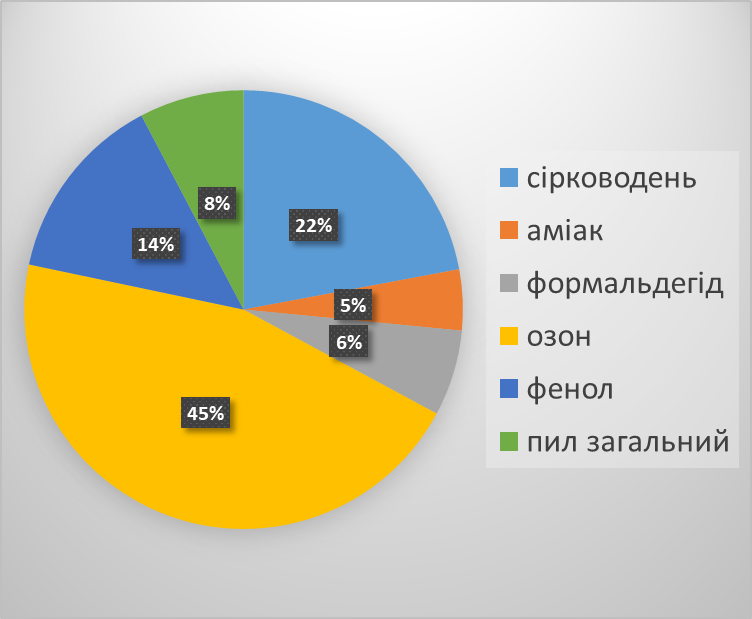 8%
22%
14%
5%
6%
45%
сірководень
аміак
формальдегід
озон
фенол
пил загальний